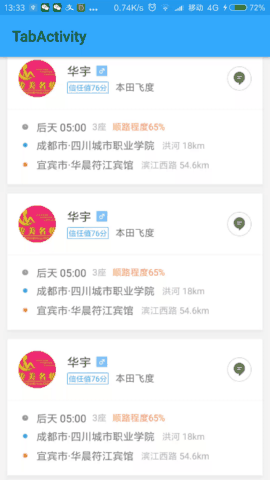 13:33 ... 0.74K/s 移动 4G 72%
TabActivity
华宇
信任值76分 本田飞度
后天 05:00 3座 顺路程度65%
成都市·四川城市职业学院 洪河 18km
宜宾市·华晨符江宾馆 滨江西路 54.6km
美名
华宇
信任值76分 本田飞度
后天 05:00 3座 顺路程度65%
成都市·四川城市职业学院 洪河 18km
宜宾市·华晨符江宾馆 滨江西路 54.6km
美名
华宇
信任值76分 本田飞度
后天 05:00 3座 顺路程度65%
成都市·四川城市职业学院 洪河 18km
宜宾市·华晨符江宾馆 滨江西路 54.6km